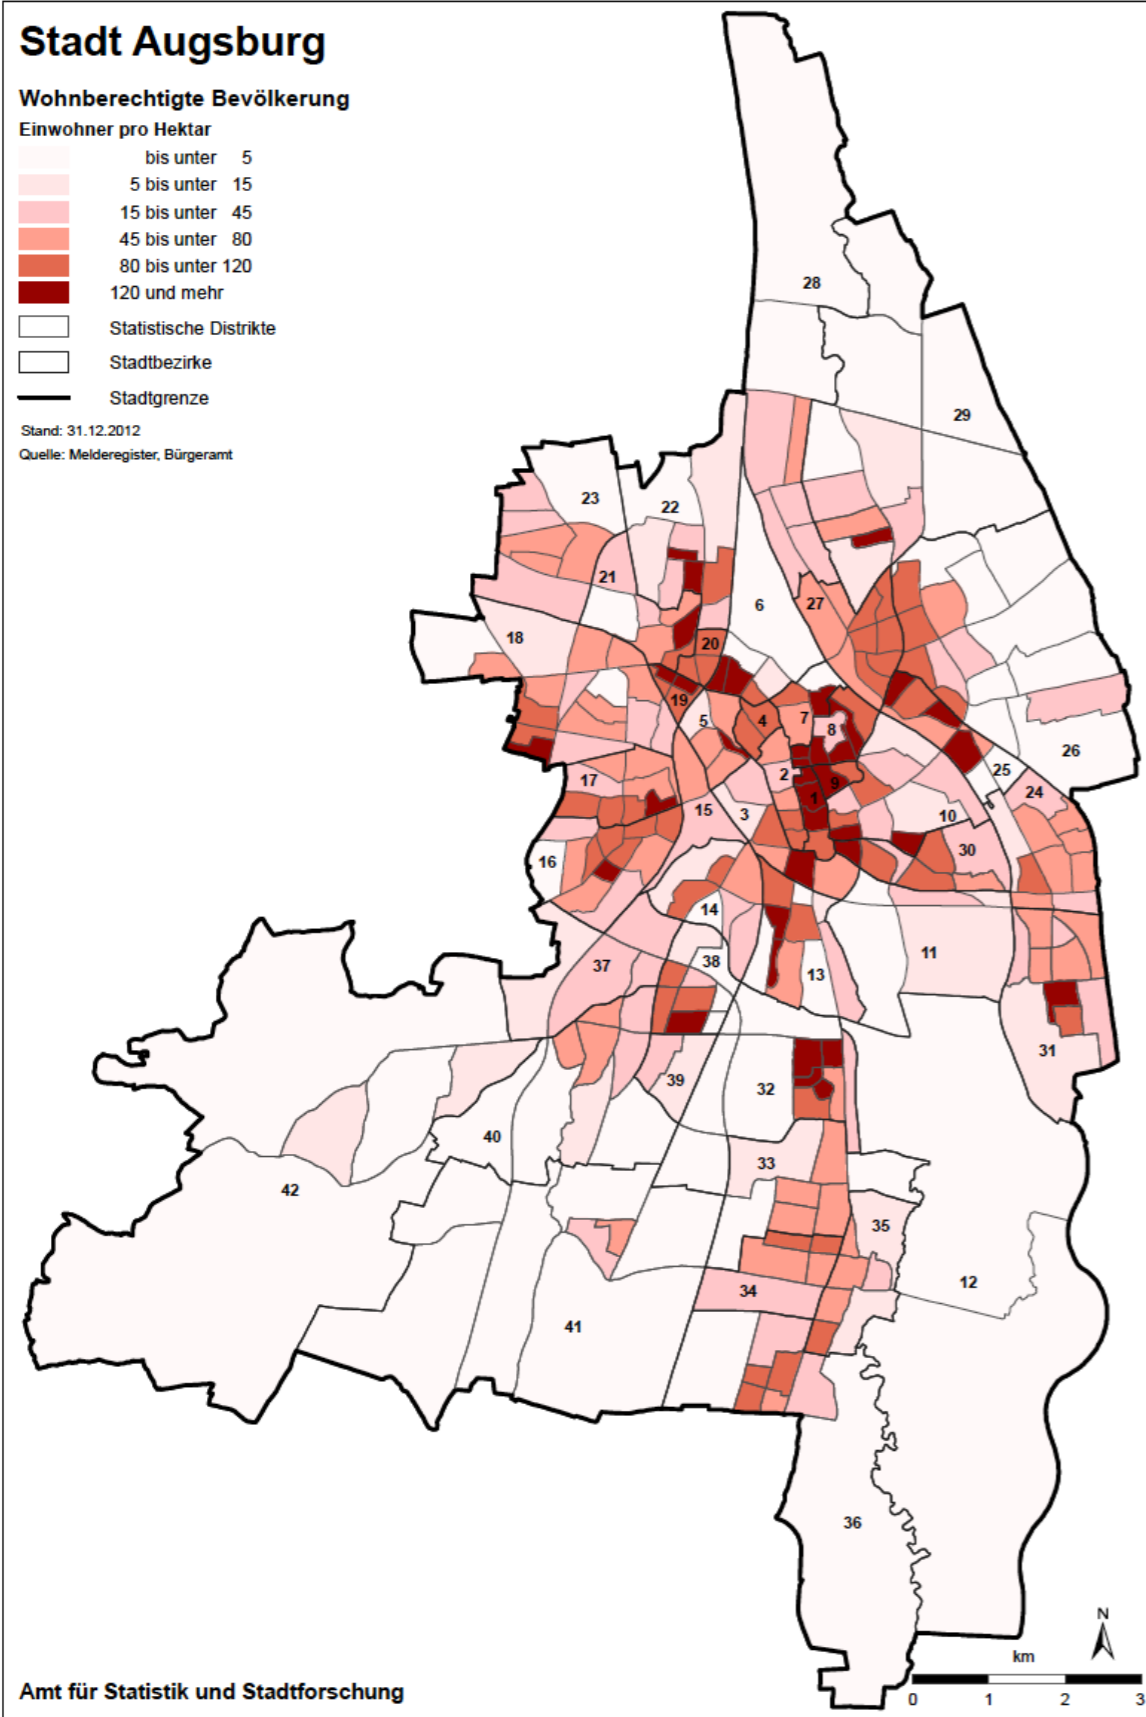 Stadt Augsburg
Wohnberechtigte Bevölkerung
Einwohner pro Hektar
bis unter 5
5 bis unter 15
15 bis unter 45
45 bis unter 80
80 bis unter 120
120 und mehr
Statistische Distrikte
Stadtbezirke
Stadtgrenze
Stand: 31.12.2012
Quelle: Melderegister, Bürgeramt
28
29
23
22
21
6
27
18
20
19
5
4
7
8
26
25
17
2
9
24
1
15
3
10
16
30
14
11
38
37
13
31
39
32
40
33
42
35
12
34
41
36
N
km
0 1 2 3
Amt für Statistik und Stadtforschung